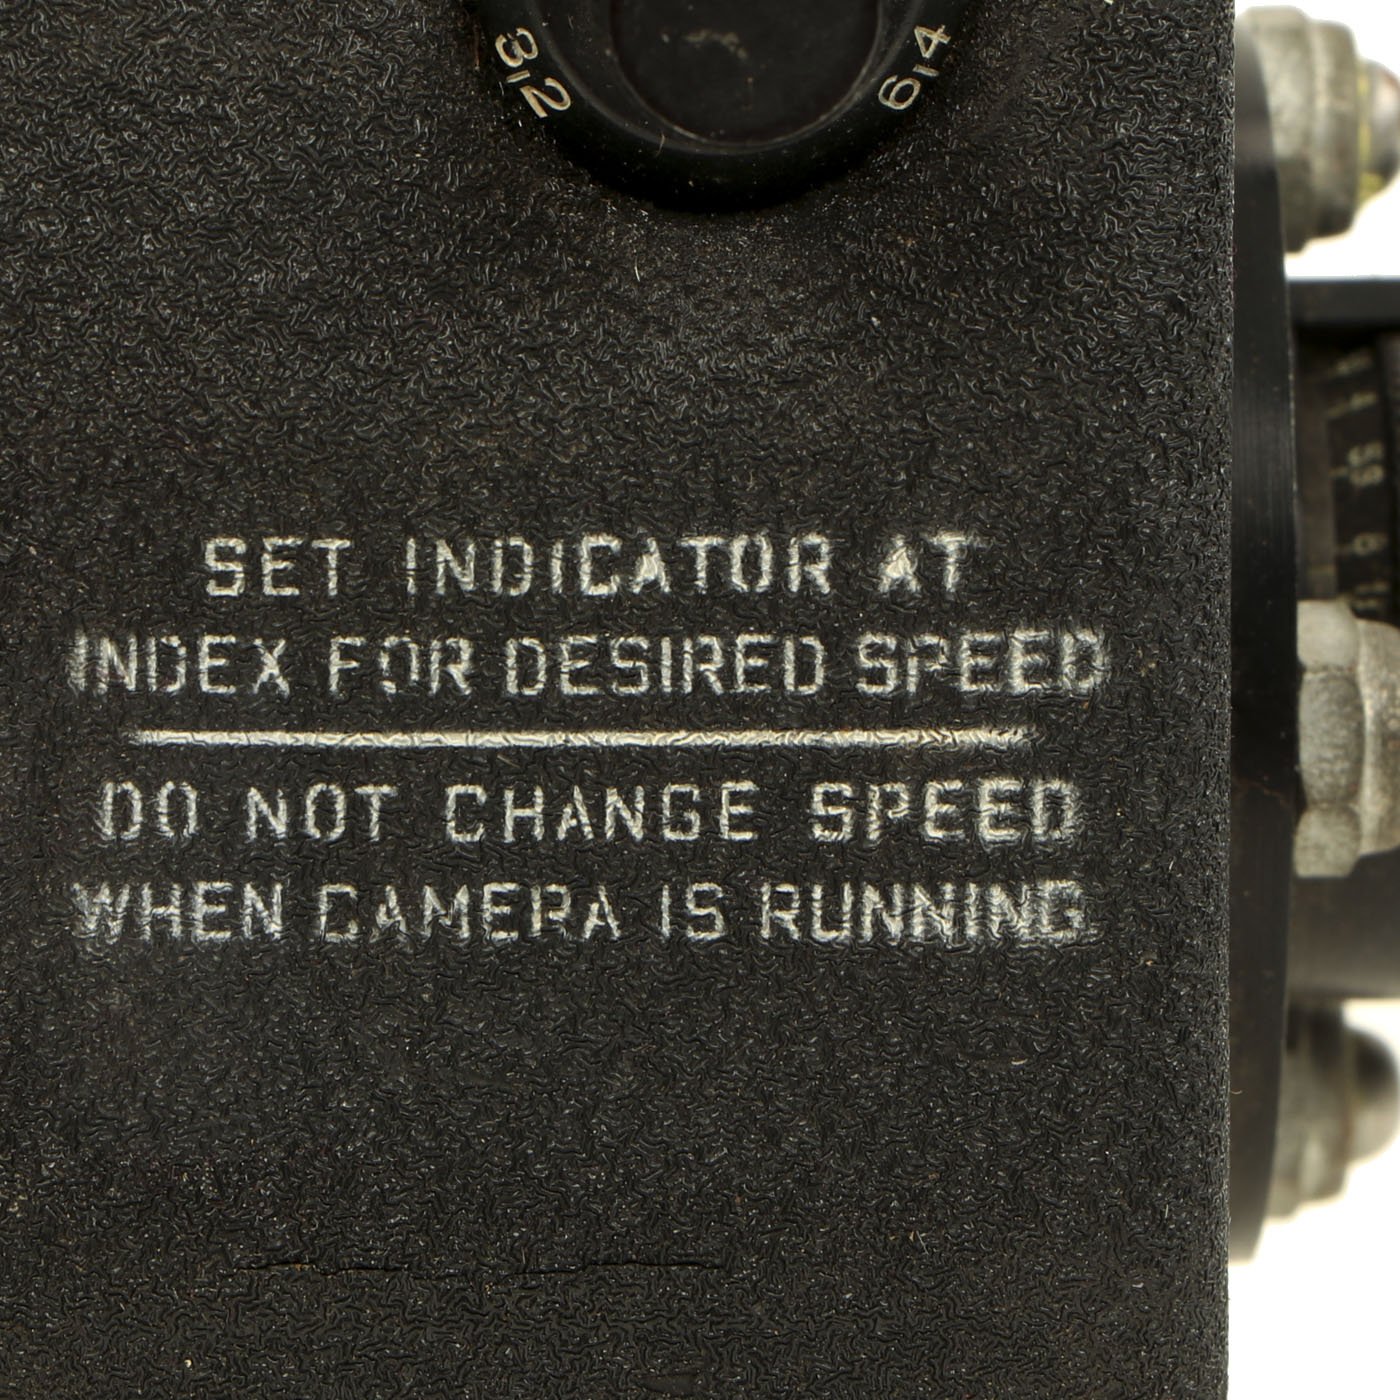 32 64
SET INDICATOR AT
INDEX FOR DESIRED SPEED
DO NOT CHANGE SPEED
WHEN CAMERA IS RUNNING